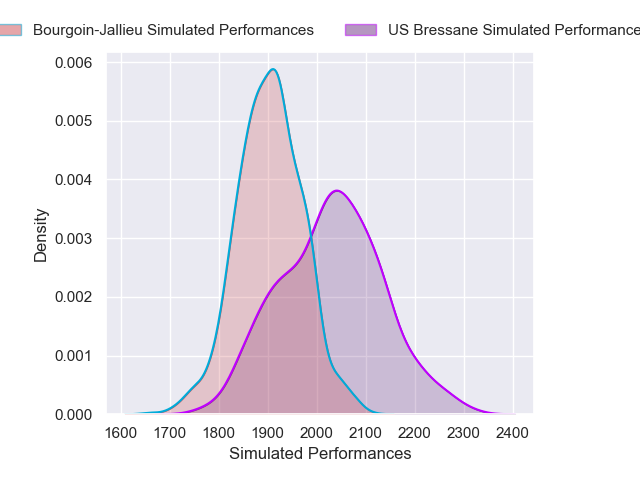 Bourgoin-Jallieu Simulated Performances US Bressane Simulated Performance
0.006
0.005
0.004
0.003
0.002
0.001
0.000
Density
1600 1700 1800 1900 2000 2100 2200 2300 2400
Simulated Performances